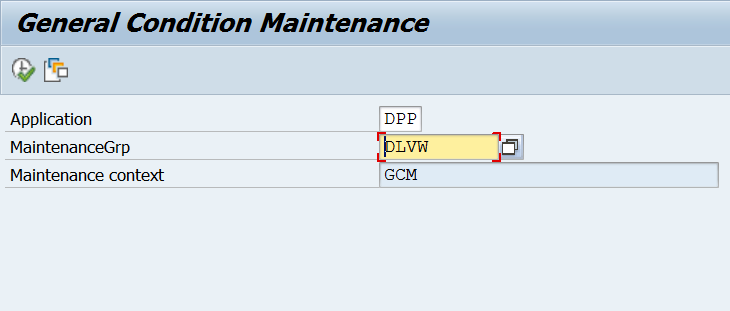 General Condition Maintenance
Application DPP
MaintenanceGrp DLVW
Maintenance context GCM